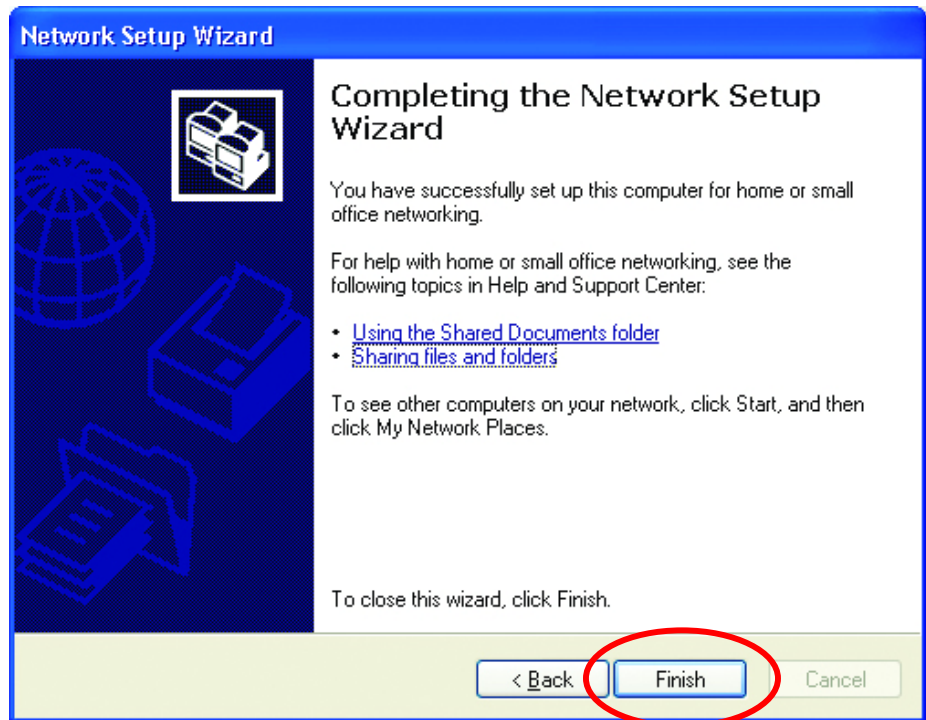 Network Setup Wizard
Completing the Network Setup
Wizard
You have successfully set up this computer for home or small
office networking.
For help with home or small office networking, see the
following topics in Help and Support Center:
• Using the Shared Documents folder
• Sharing files and folders
To see other computers on your network, click Start, and then
click My Network Places.
To close this wizard, click Finish.
< Back Finish Cancel